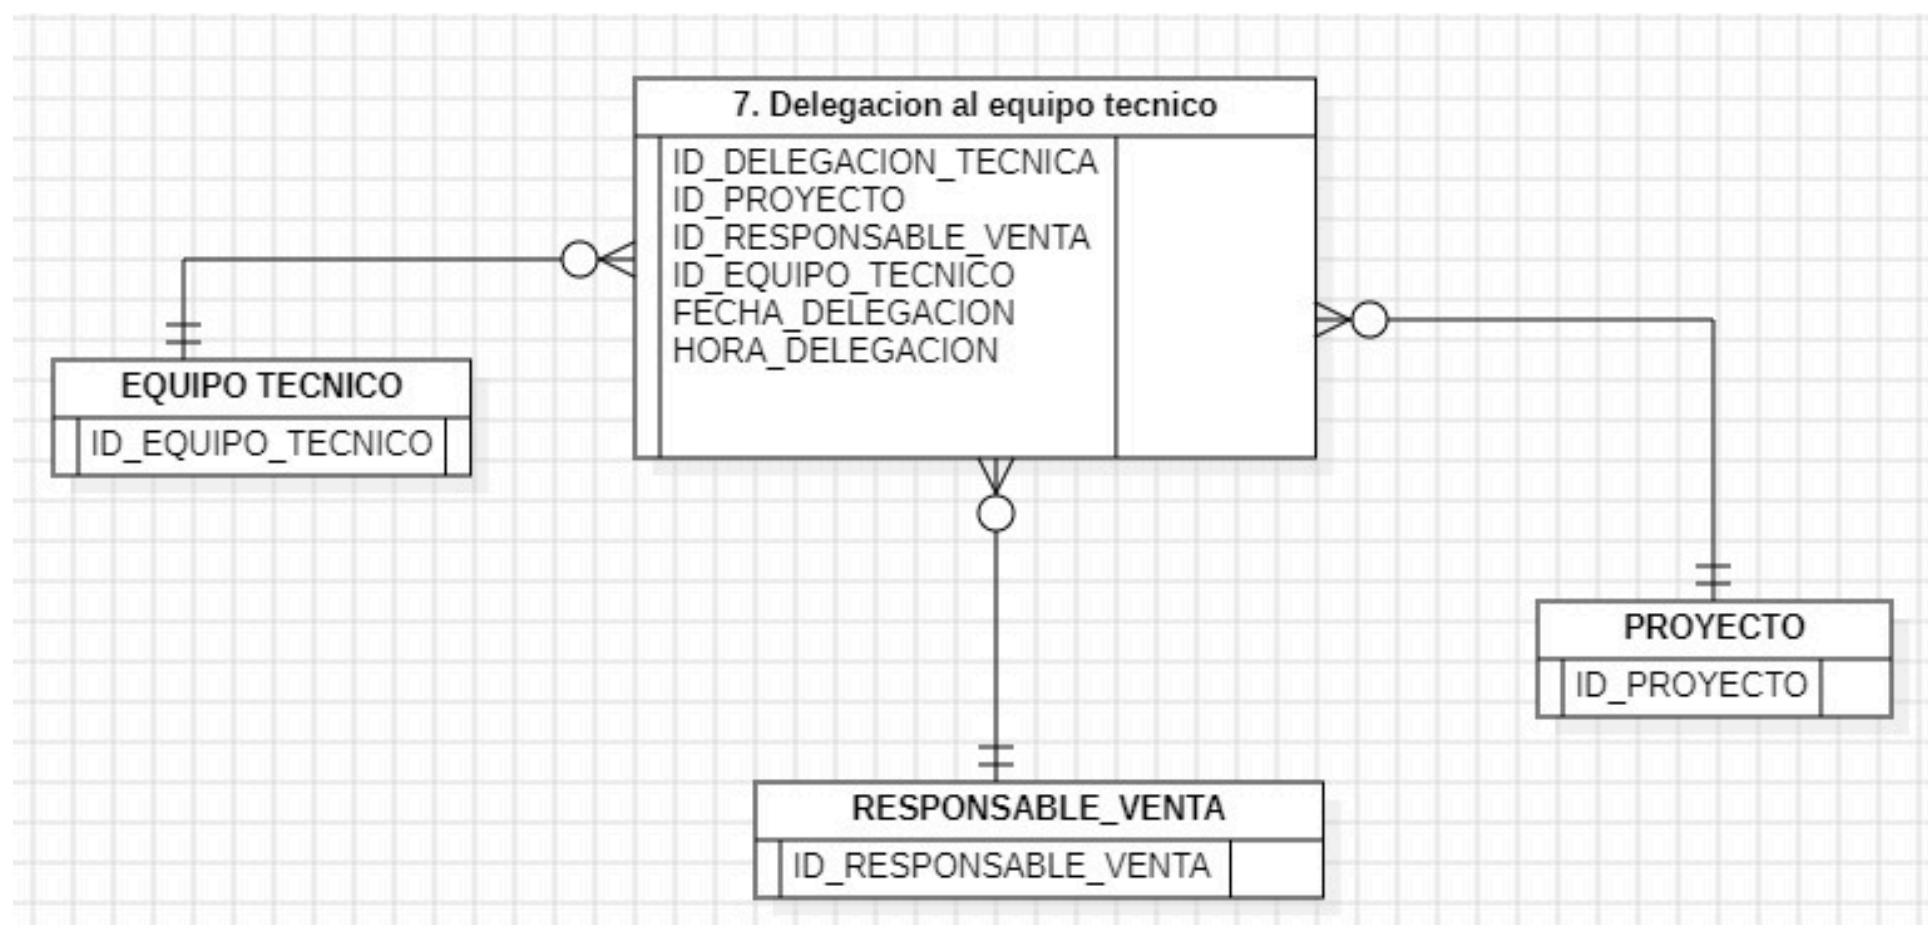 7. Delegacion al equipo tecnico
ID_DELEGACION_TECNICA
ID_PROYECTO
ID_RESPONSABLE_VENTA
ID_EQUIPO_TECNICO
FECHA_DELEGACION
HORA_DELEGACION
EQUIPO TECNICO
ID_EQUIPO_TECNICO
PROYECTO
ID_PROYECTO
RESPONSABLE_VENTA
ID_RESPONSABLE_VENTA